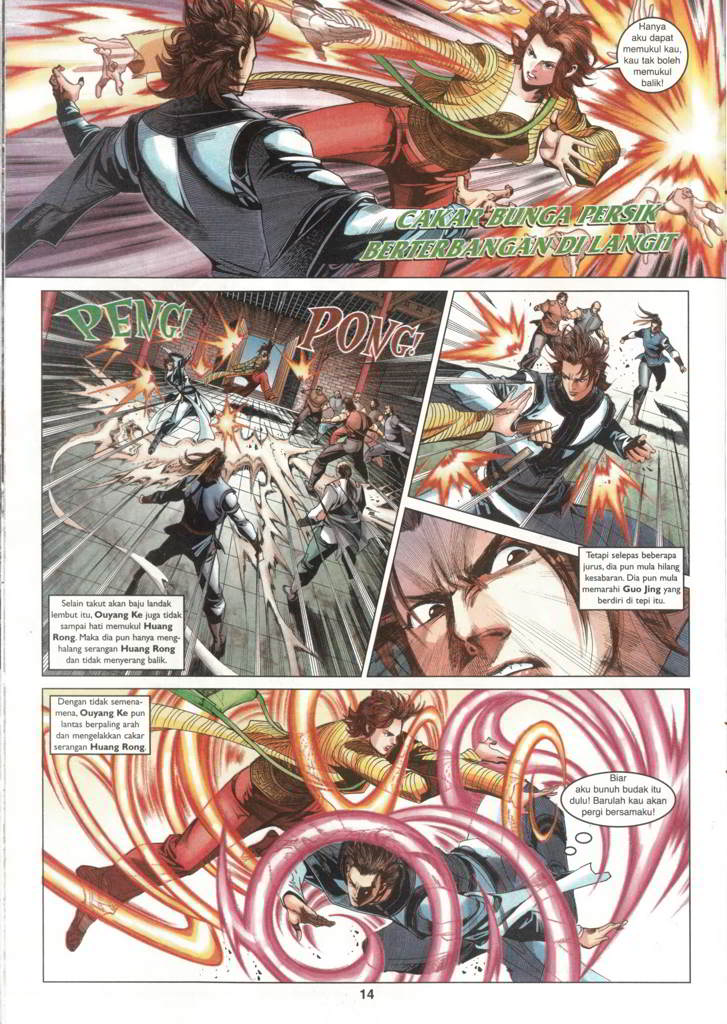 Hanya
aku dapat
memukul kau,
kau tak boleh
memukul
balik!
CAKAR BUNGA PERSIK
BERTERBANGAN DI LANGIT
PENG!
PONG!
Selain takut akan baju landak
lembut itu, Ouyang Ke juga tidak
sampai hati memukul Huang
Rong. Maka dia pun hanya meng-
halang serangan Huang Rong
dan tidak menyerang balik.
Tetapi selepas beberapa
jurus, dia pun mula hilang
kesabaran. Dia pun mula
memarahi Guo Jing yang
berdiri di tepi itu.
Dengan tidak semena-
mena, Ouyang Ke pun
lantas berpaling arah
dan mengelakkan cakar
serangan Huang Rong.
Biar
aku bunuh budak itu
dulu! Barulah kau akan
pergi bersamaku!
14